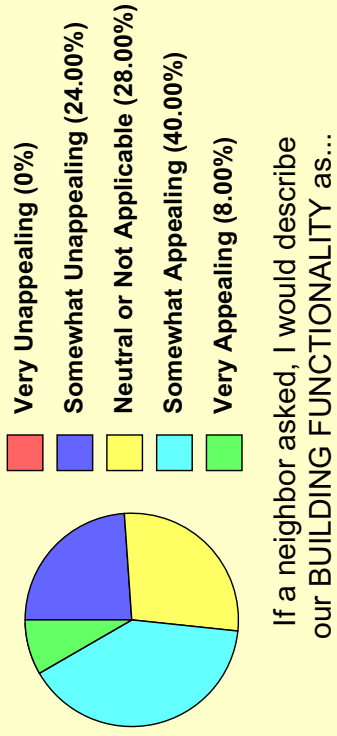 Very Unappealing (0%)
Somewhat Unappealing (24.00%)
Neutral or Not Applicable (28.00%)
Somewhat Appealing (40.00%)
Very Appealing (8.00%)
If a neighbor asked, I would describe
our BUILDING FUNCTIONALITY as...